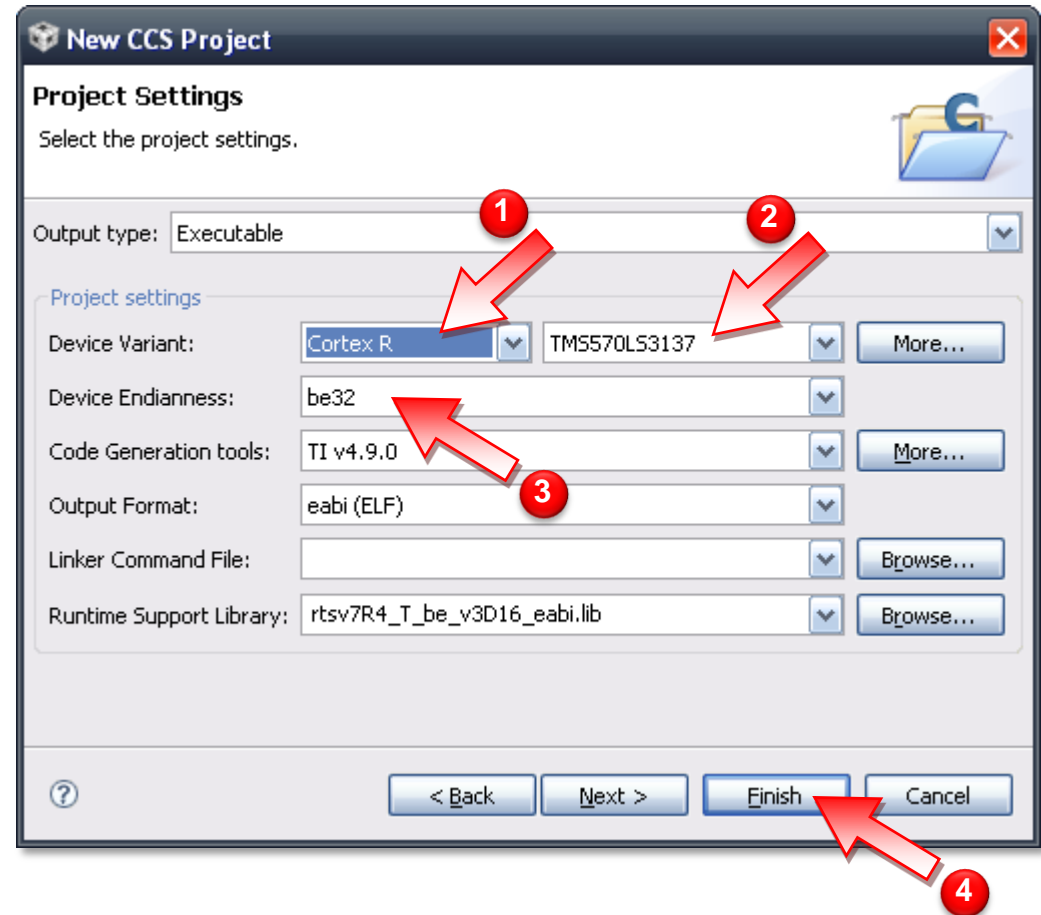 New CCS Project
Project Settings
Select the project settings.
1
2
Output type: Executable
Project settings
Device Variant: Cortex R TMS570LS3137 More...
Device Endianness: be32
Code Generation tools: TI v4.9.0 More...
3
Output Format: eabi (ELF)
Linker Command File: Browse...
Runtime Support Library: rtsv7R4_T_be_v3D16_eabi.lib Browse...
? < Back Next > Finish Cancel
4